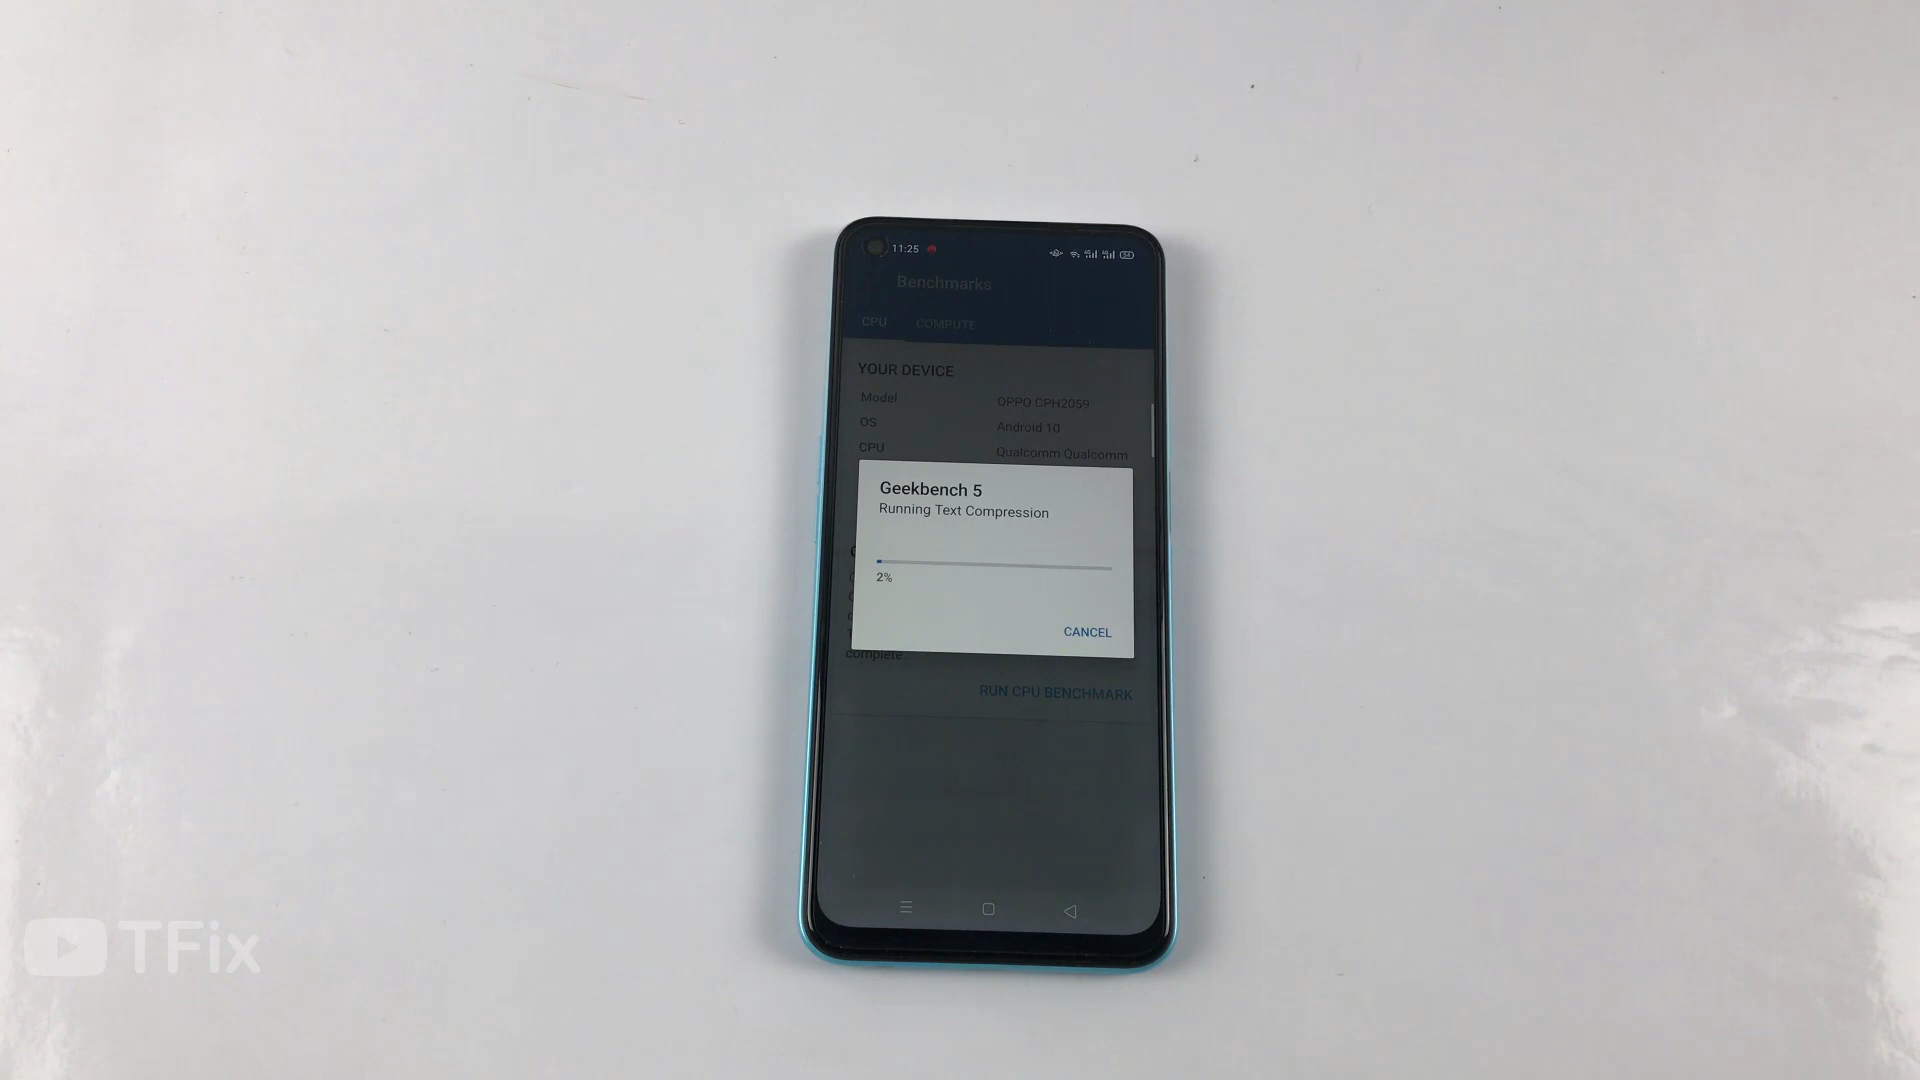 11:25
Benchmarks
CPU COMPUTE
YOUR DEVICE
Model OPPO CPH2059
OS Android 10
CPU Qualcomm Qualcomm
Geekbench 5
Running Text Compression
2%
CANCEL
complete.
RUN CPU BENCHMARK
TFix